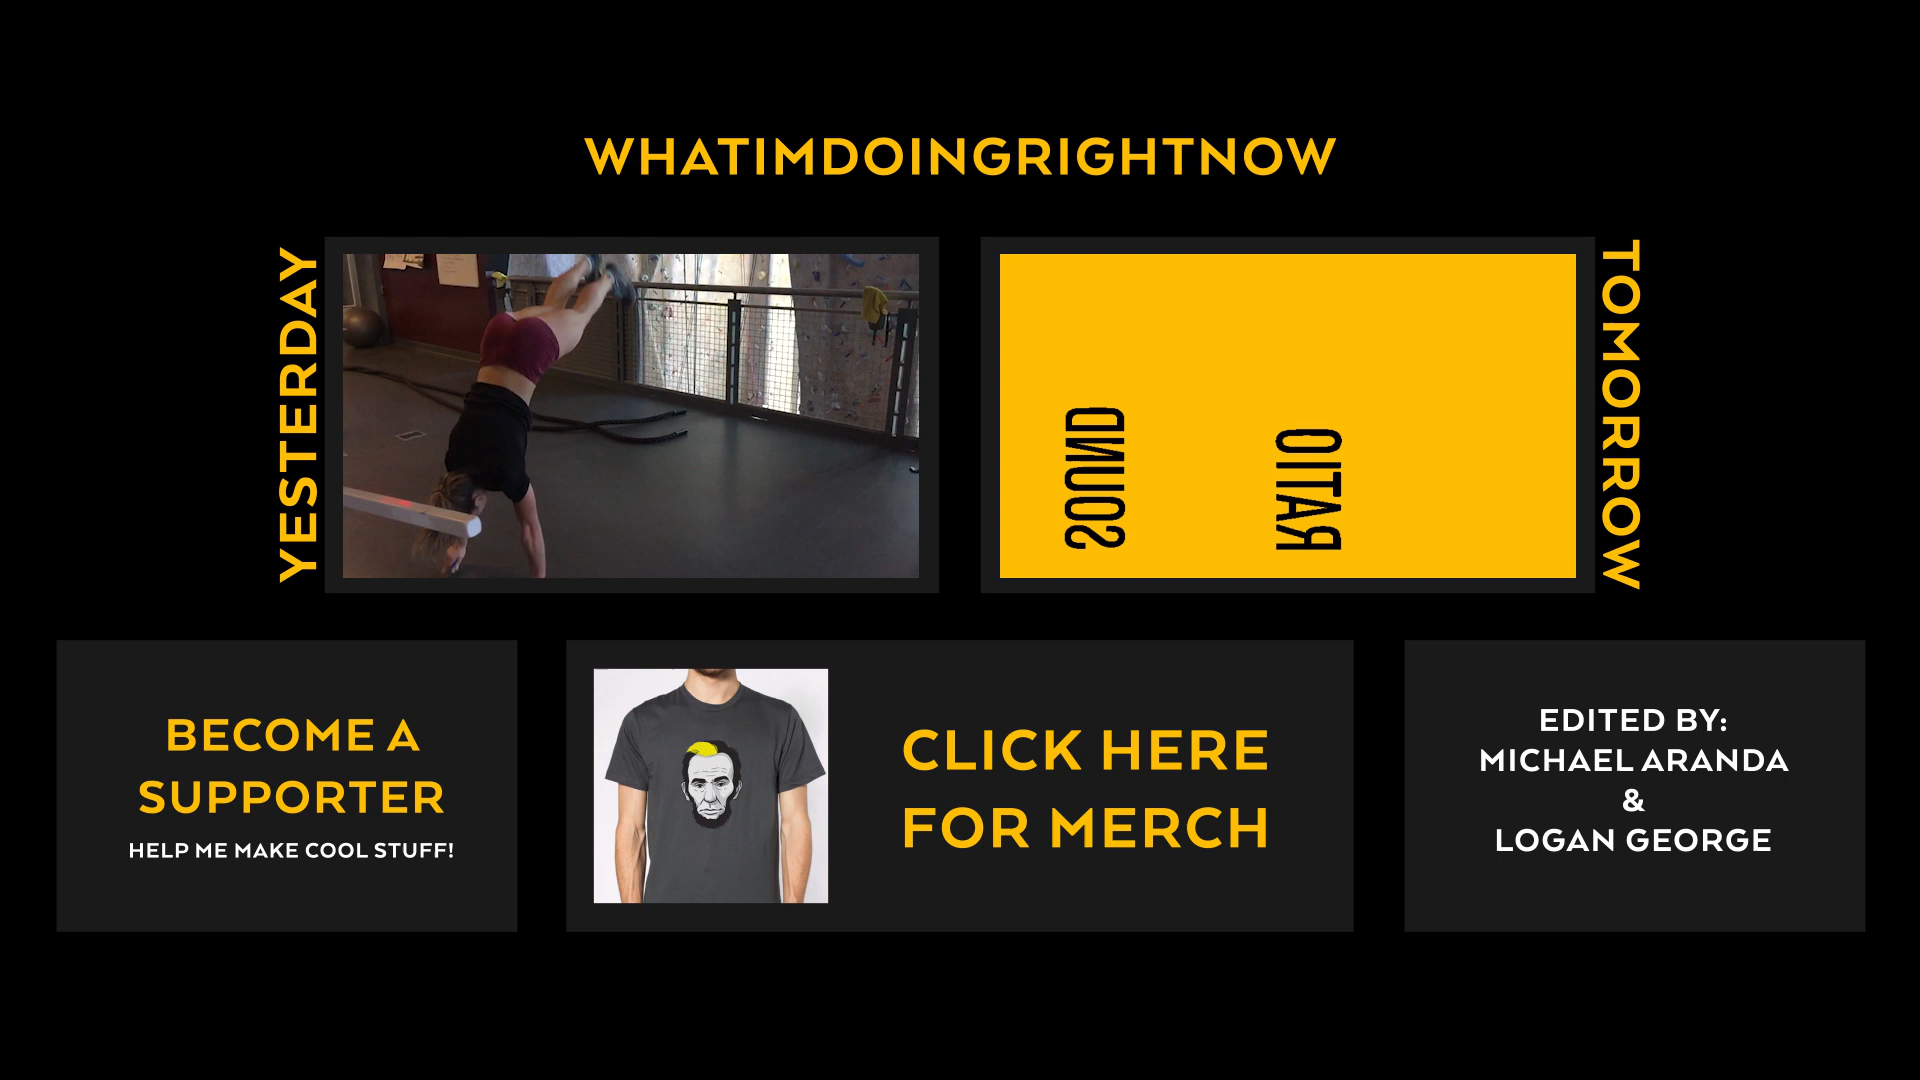 WHATIMDOINGRIGHTNOW
YESTERDAY
SOUND
RATIO
TOMORROW
BECOME A
SUPPORTER
HELP ME MAKE COOL STUFF!
CLICK HERE
FOR MERCH
EDITED BY:
MICHAEL ARANDA
&
LOGAN GEORGE